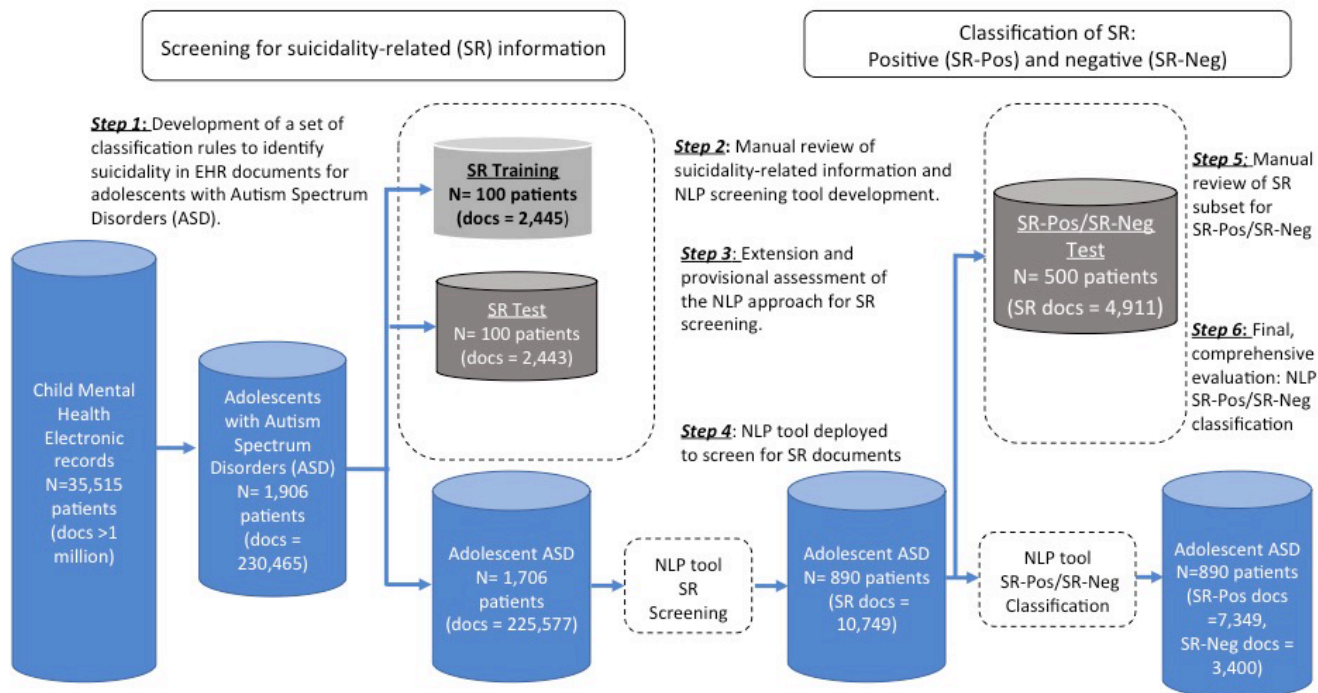 Screening for suicidality-related (SR) information
Classification of SR:
Positive (SR-Pos) and negative (SR-Neg)
Step 1: Development of a set of
classification rules to identify
suicidality in EHR documents for
adolescents with Autism Spectrum
Disorders (ASD).
SR Training
N= 100 patients
(docs = 2,445)
SR Test
N= 100 patients
(docs = 2,443)
Step 2: Manual review of
suicidality-related information and
NLP screening tool development.
Step 3: Extension and
provisional assessment of
the NLP approach for SR
screening.
Step 4: NLP tool deployed
to screen for SR documents
SR-Pos/SR-Neg
Test
N= 500 patients
(SR docs = 4,911)
Step 5: Manual
review of SR
subset for
SR-Pos/SR-Neg
Step 6: Final,
comprehensive
evaluation: NLP
SR-Pos/SR-Neg
classification
Child Mental
Health
Electronic
records
N=35,515
patients
(docs >1
million)
Adolescents
with Autism
Spectrum
Disorders (ASD)
N= 1,906
patients
(docs =
230,465)
Adolescent ASD
N= 1,706
patients
(docs = 225,577)
NLP tool
SR
Screening
Adolescent ASD
N= 890 patients
(SR docs =
10,749)
NLP tool
SR-Pos/SR-Neg
Classification
Adolescent ASD
N=890 patients
(SR-Pos docs
=7,349,
SR-Neg docs =
3,400)